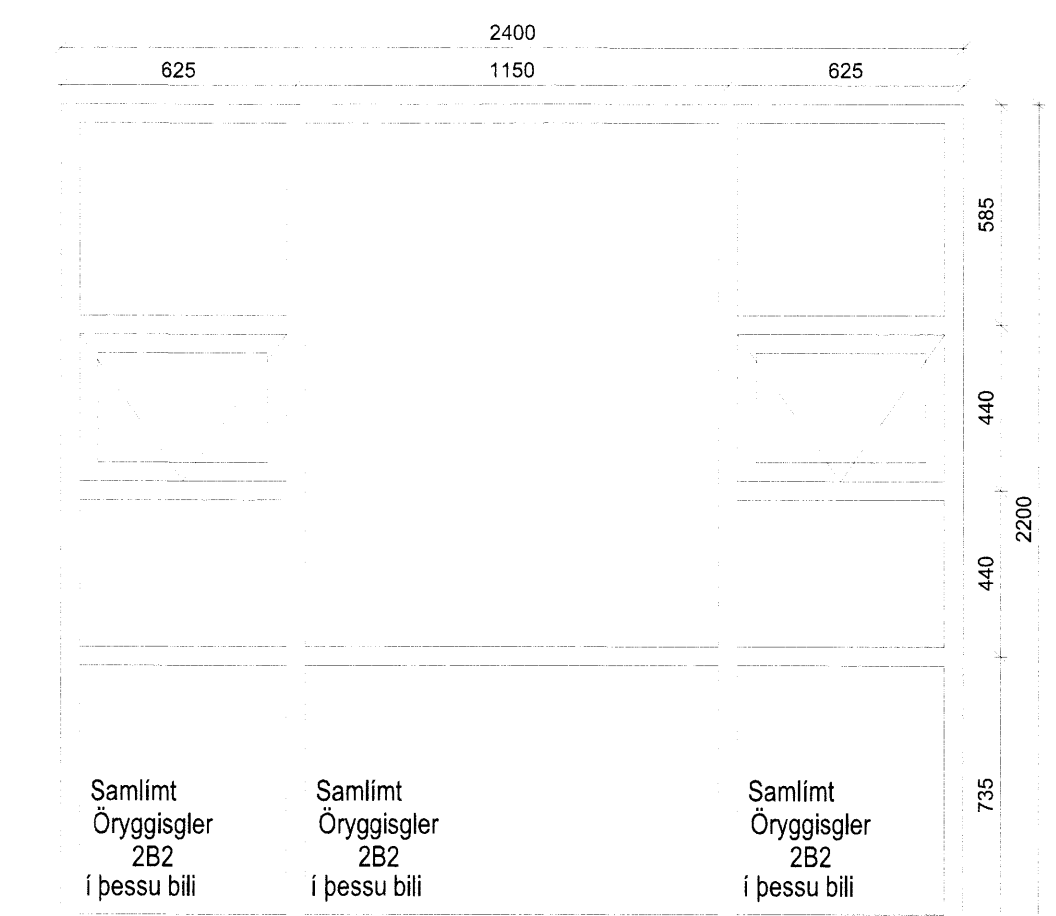 2400
625 1150 625
585
440
2200
440
735
Samlímt
Öryggisgler
2B2
í þessu bili
Samlímt
Öryggisgler
2B2
í þessu bili
Samlímt
Öryggisgler
2B2
í þessu bili